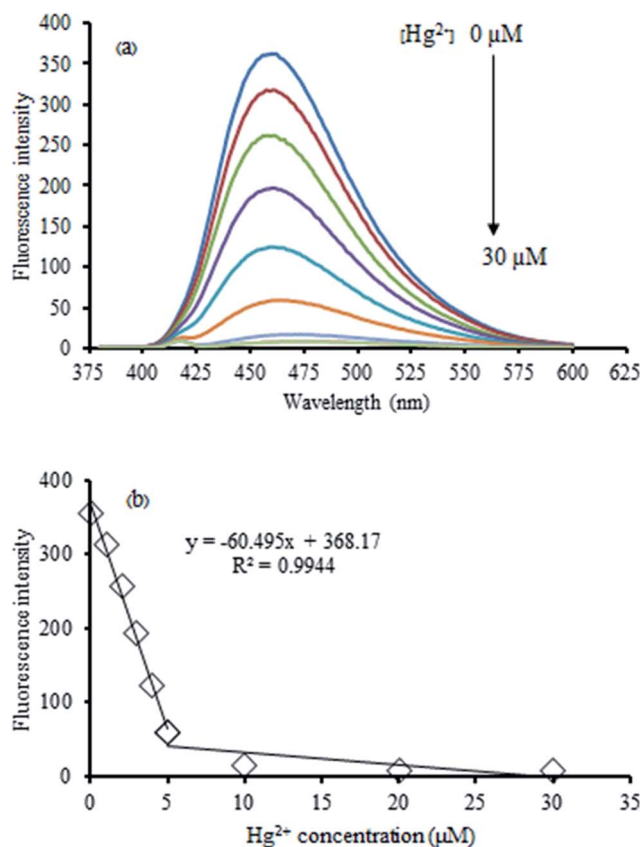 (a)
[Hg²⁺] 0 µM
30 µM
400
350
300
250
200
150
100
50
0
Fluorescence intensity
375 400 425 450 475 500 525 550 575 600 625
Wavelength (nm)
(b)
y = -60.495x + 368.17
R² = 0.9944
400
300
200
100
0
Fluorescence intensity
0 5 10 15 20 25 30 35
Hg²⁺ concentration (µM)